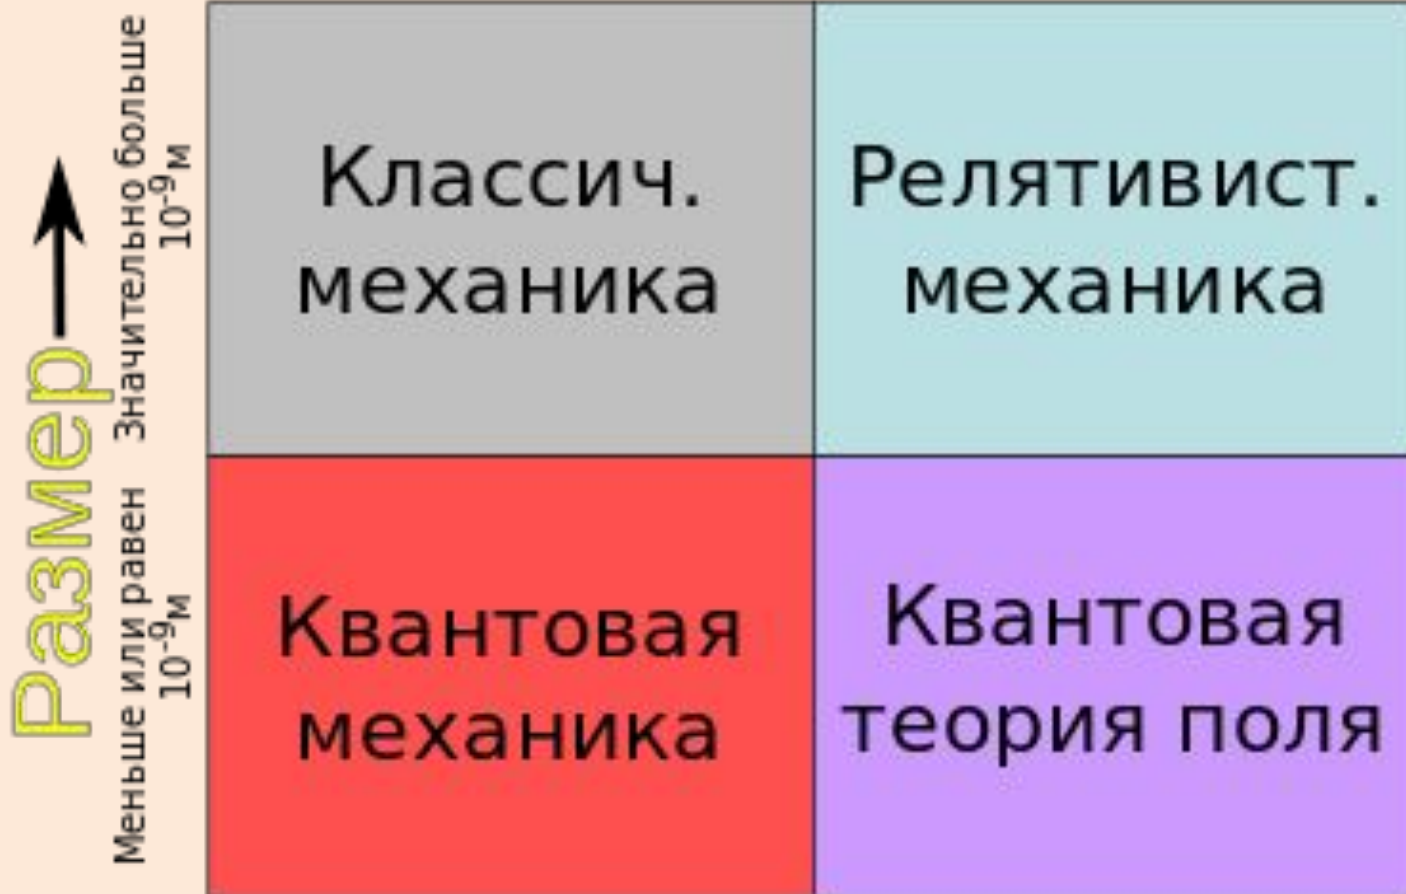 Размер
Значительно больше
10⁻⁹м
Меньше или равен
10⁻⁹м
Классич.
механика
Релятивист.
механика
Квантовая
механика
Квантовая
теория поля